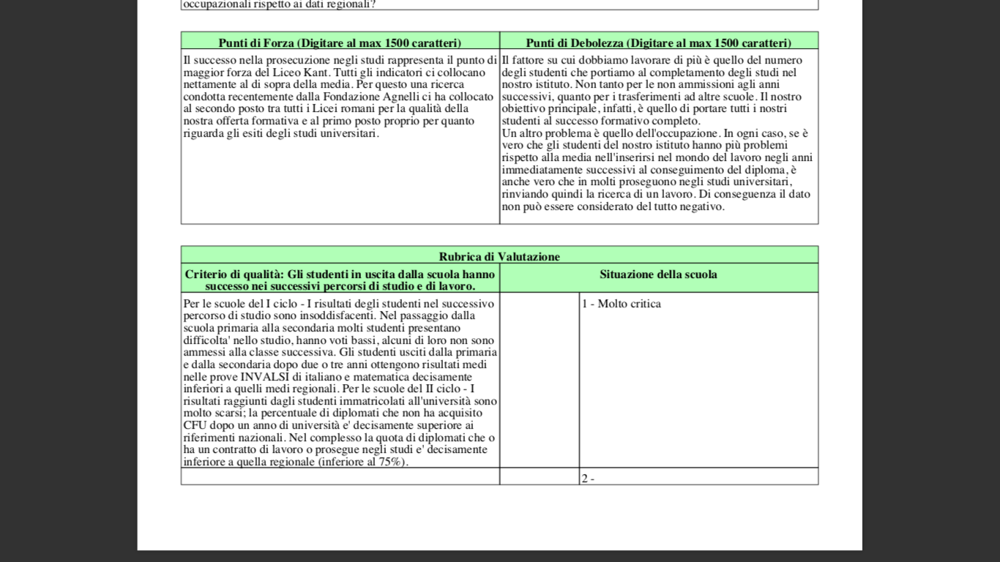 occupazionali rispetto ai dati regionali?
Punti di Forza (Digitare al max 1500 caratteri)
Il successo nella prosecuzione negli studi rappresenta il punto di
maggior forza del Liceo Kant. Tutti gli indicatori ci collocano
nettamente al di sopra della media. Per questo una ricerca
condotta recentemente dalla Fondazione Agnelli ci ha collocato
al secondo posto tra tutti i Licei romani per la qualità della
nostra offerta formativa e al primo posto proprio per quanto
riguarda gli esiti degli studi universitari.
Punti di Debolezza (Digitare al max 1500 caratteri)
Il fattore su cui dobbiamo lavorare di più è quello del numero
degli studenti che portiamo al completamento degli studi nel
nostro istituto. Non tanto per le non ammissioni agli anni
successivi, quanto per i trasferimenti ad altre scuole. Il nostro
obiettivo principale, infatti, è quello di portare tutti i nostri
studenti al successo formativo completo.
Un altro problema è quello dell'occupazione. In ogni caso, se è
vero che gli studenti del nostro istituto hanno più problemi
rispetto alla media nell'inserirsi nel mondo del lavoro negli anni
immediatamente successivi al conseguimento del diploma, è
anche vero che in molti proseguono negli studi universitari,
rinviando quindi la ricerca di un lavoro. Di conseguenza il dato
non può essere considerato del tutto negativo.
Rubrica di Valutazione
Criterio di qualità: Gli studenti in uscita dalla scuola hanno
successo nei successivi percorsi di studio e di lavoro.
Situazione della scuola
Per le scuole del I ciclo - I risultati degli studenti nel successivo
percorso di studio sono insoddisfacenti. Nel passaggio dalla
scuola primaria alla secondaria molti studenti presentano
difficolta' nello studio, hanno voti bassi, alcuni di loro non sono
ammessi alla classe successiva. Gli studenti usciti dalla primaria
e dalla secondaria dopo due o tre anni ottengono risultati medi
nelle prove INVALSI di italiano e matematica decisamente
inferiori a quelli medi regionali. Per le scuole del II ciclo - I
risultati raggiunti dagli studenti immatricolati all'università sono
molto scarsi; la percentuale di diplomati che non ha acquisito
CFU dopo un anno di università e' decisamente superiore ai
riferimenti nazionali. Nel complesso la quota di diplomati che o
ha un contratto di lavoro o prosegue negli studi e' decisamente
inferiore a quella regionale (inferiore al 75%).
1 - Molto critica
2 -